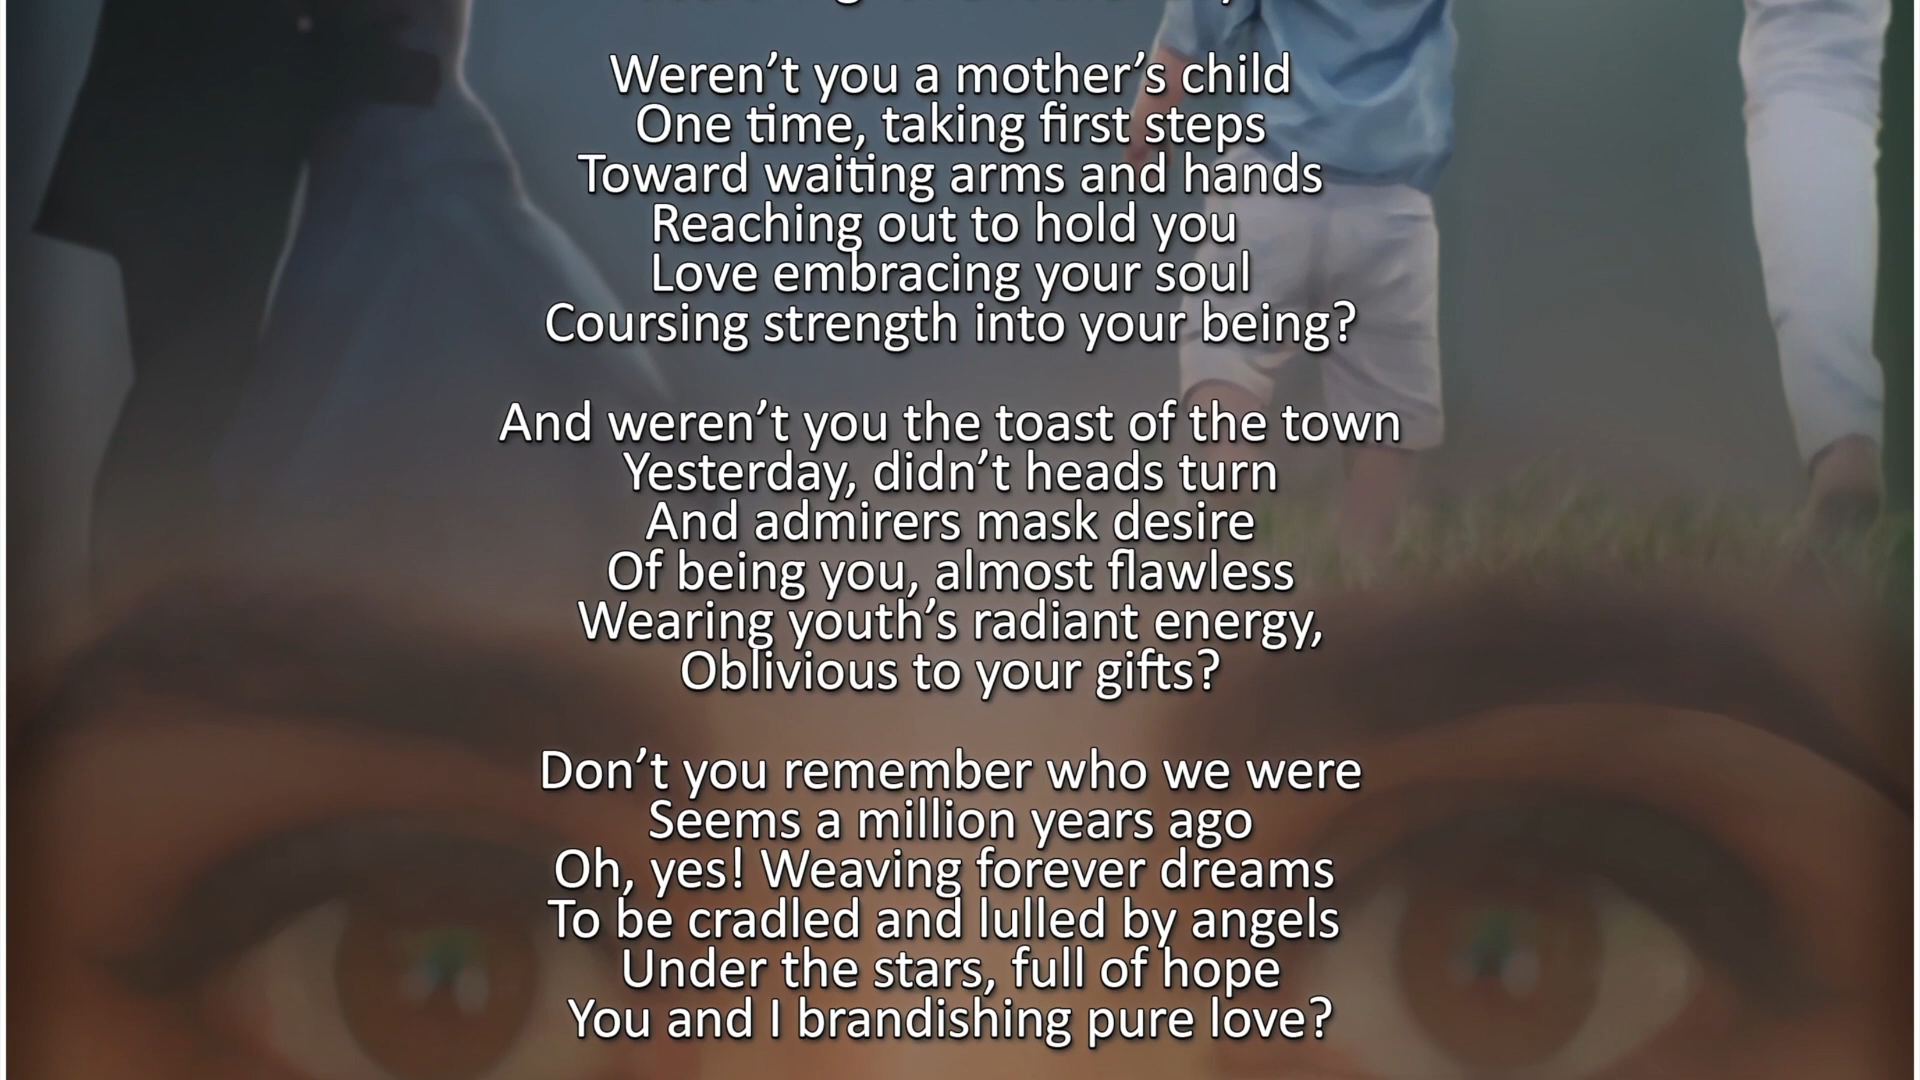 Weren’t you a mother’s child
One time, taking first steps
Toward waiting arms and hands
Reaching out to hold you
Love embracing your soul
Coursing strength into your being?
And weren’t you the toast of the town
Yesterday, didn’t heads turn
And admirers mask desire
Of being you, almost flawless
Wearing youth’s radiant energy,
Oblivious to your gifts?
Don’t you remember who we were
Seems a million years ago
Oh, yes! Weaving forever dreams
To be cradled and lulled by angels
Under the stars, full of hope
You and I brandishing pure love?